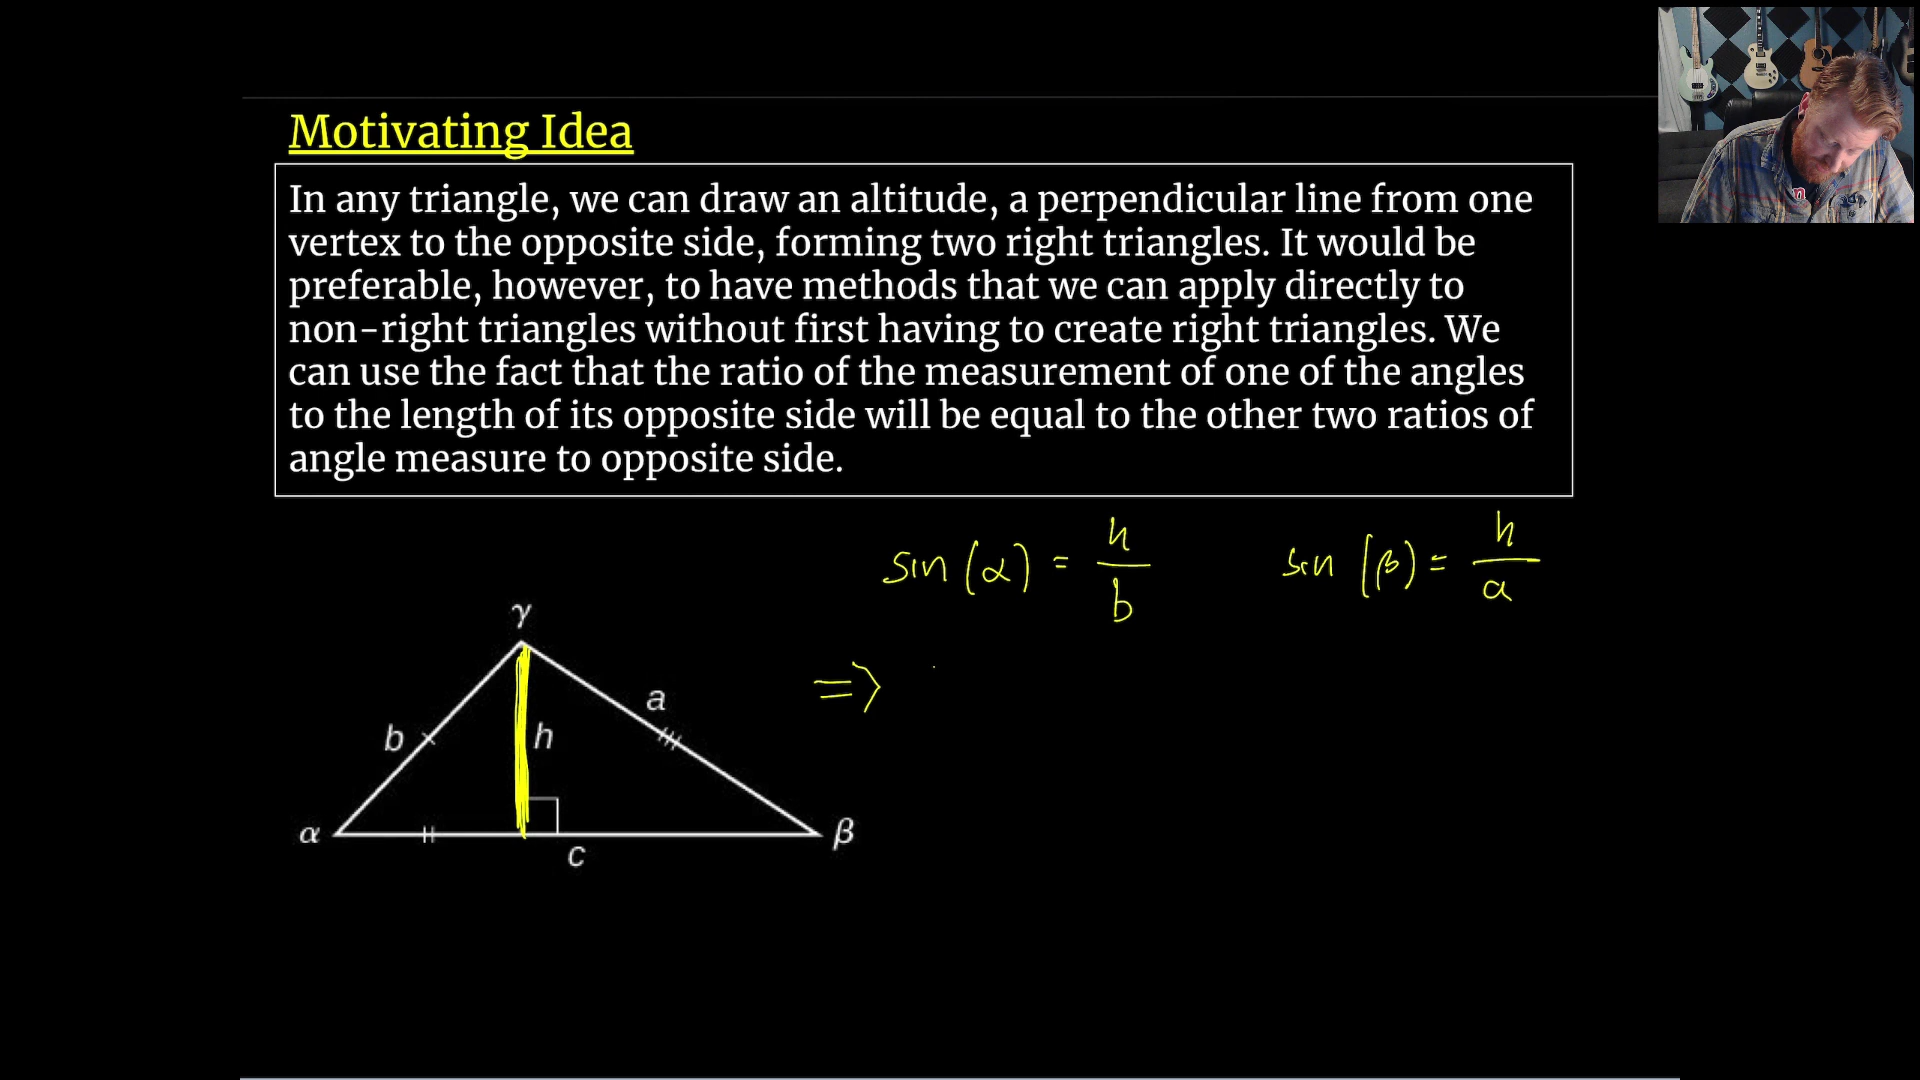 Motivating Idea
In any triangle, we can draw an altitude, a perpendicular line from one
vertex to the opposite side, forming two right triangles. It would be
preferable, however, to have methods that we can apply directly to
non-right triangles without first having to create right triangles. We
can use the fact that the ratio of the measurement of one of the angles
to the length of its opposite side will be equal to the other two ratios of
angle measure to opposite side.
sin (α) = h/b
sin (β) = h/a
=>
γ
a
b
h
α
β
c